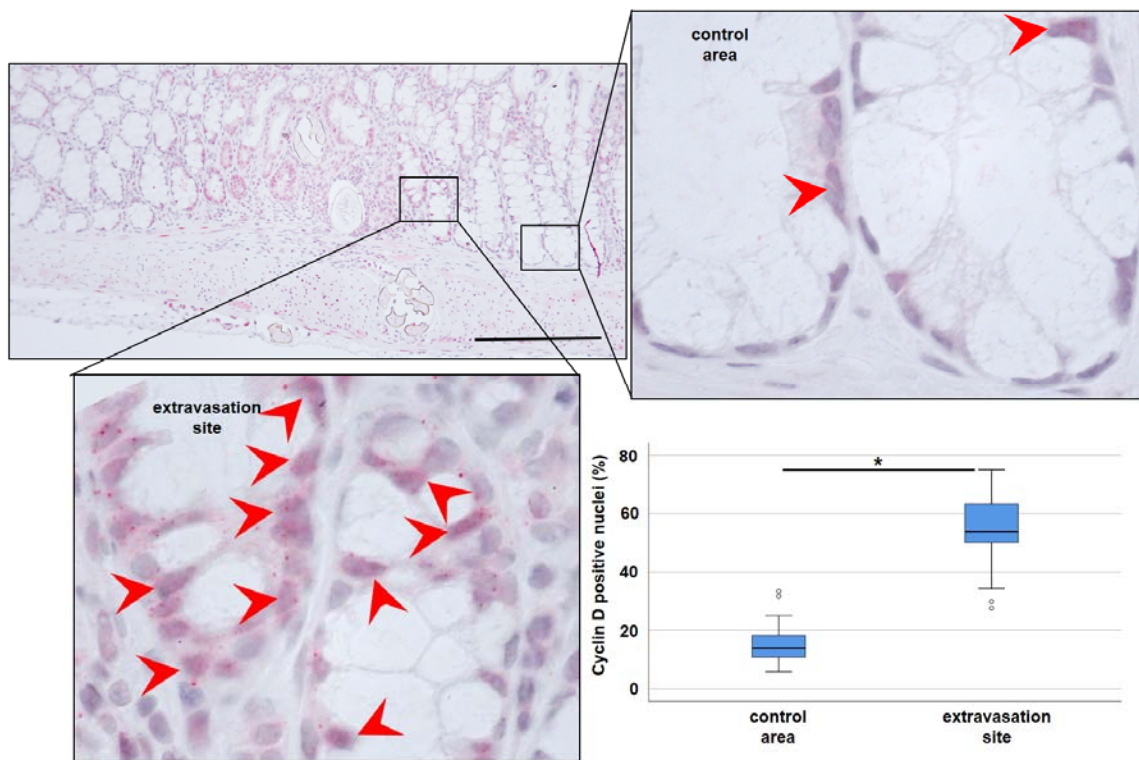 control
area
extravasation
site
Cyclin D positive nuclei (%)
80
60
40
20
0
*
control
area
extravasation
site